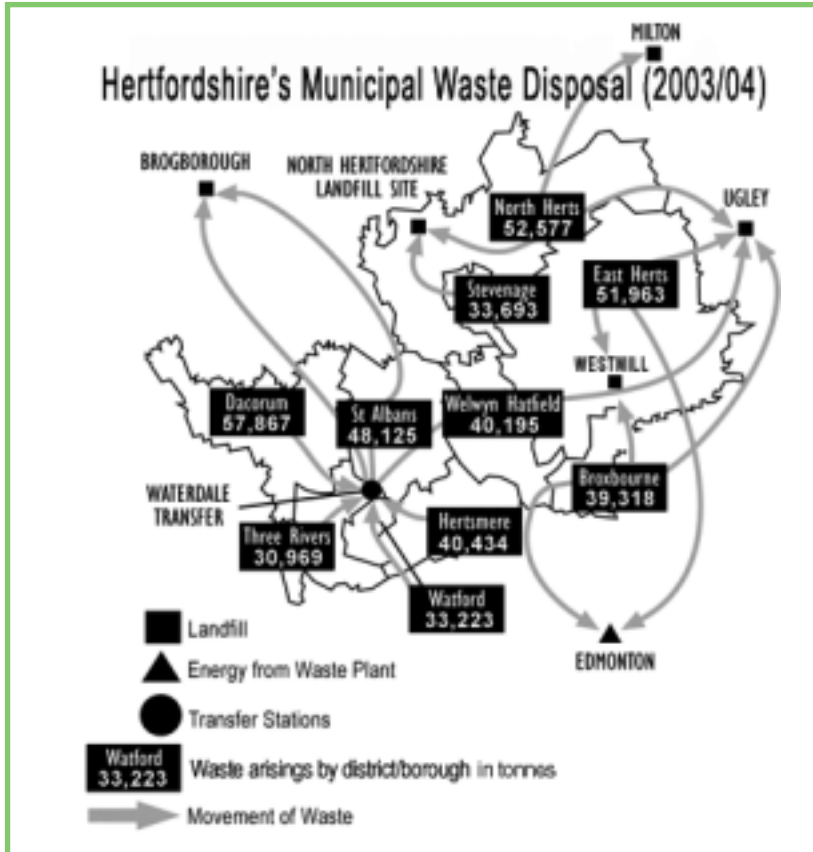 MILTON
Hertfordshire's Municipal Waste Disposal (2003/04)
BROGBOROUGH
NORTH HERTFORDSHIRE
LANDFILL SITE
UGLEY
North Herts
52,577
East Herts
51,963
Stevenage
33,693
WESTMILL
Dacorum
57,867
St Albans
48,125
Welwyn Hatfield
40,195
Broxbourne
39,318
WATERDALE
TRANSFER
Three Rivers
30,969
Hertsmere
40,434
Watford
33,223
EDMONTON
Landfill
Energy from Waste Plant
Transfer Stations
Watford
33,223
Waste arisings by district/borough in tonnes
Movement of Waste